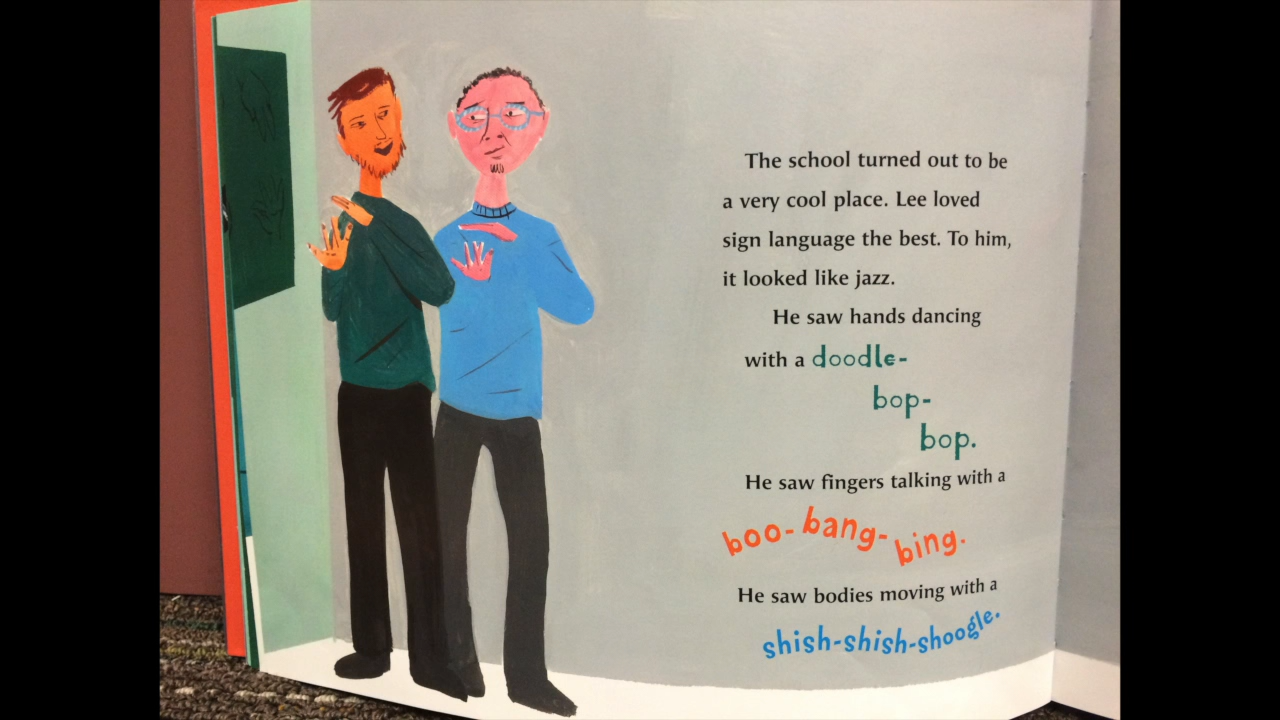 The school turned out to be
a very cool place. Lee loved
sign language the best. To him,
it looked like jazz.
He saw hands dancing
with a doodle-
bop-
bop.
He saw fingers talking with a
boo-bang-bing.
He saw bodies moving with a
shish-shish-shoogle.